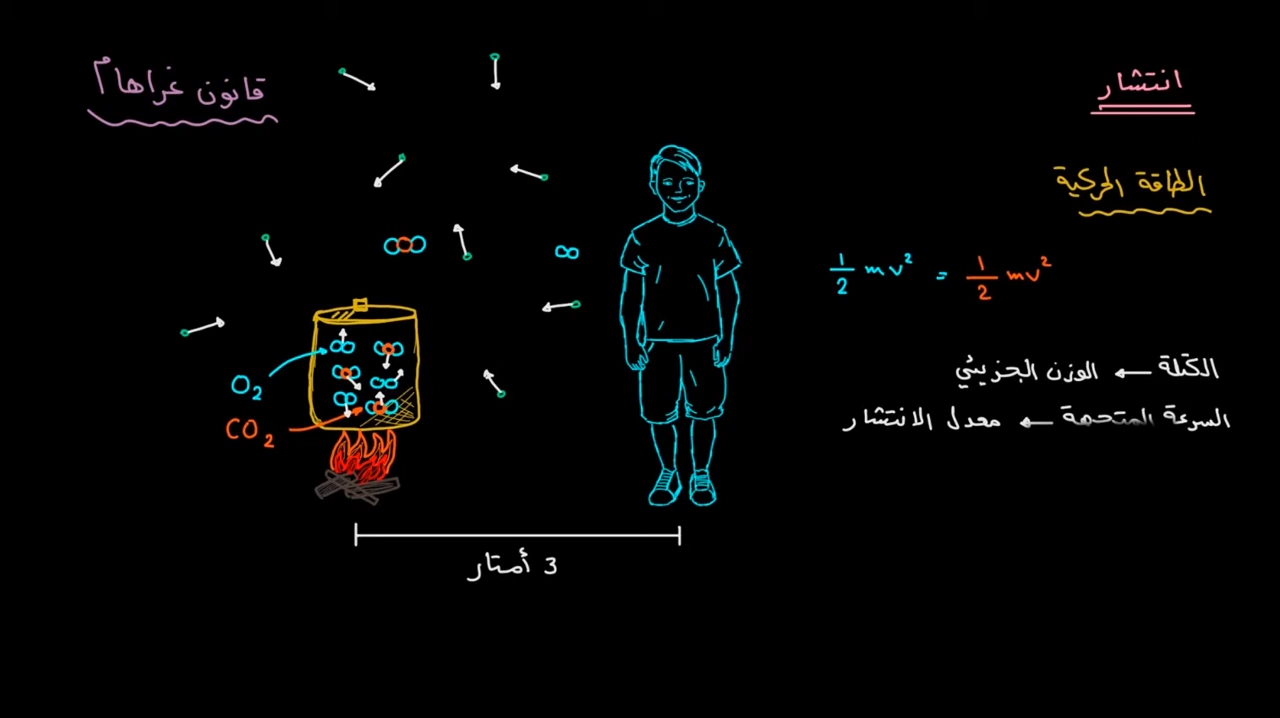 انتشار
قانون غراهام
الطاقة الحركية
1/2 mv² = 1/2 mv²
الكتلة ← الوزن الجزيئي
السرعة المتجهة ← معدل الانتشار
O₂
CO₂
3 أمتار